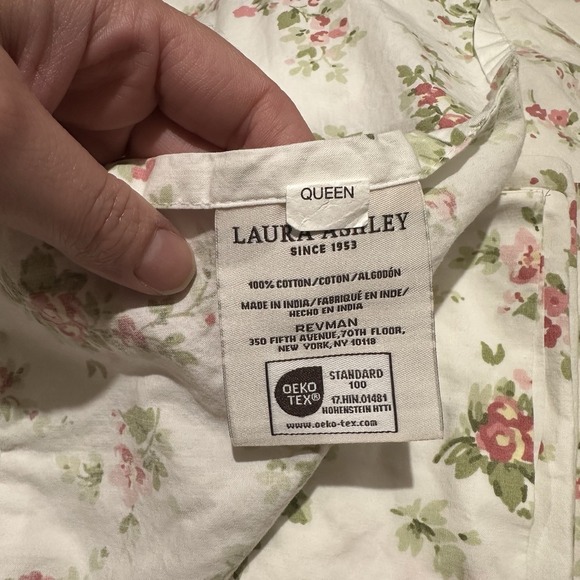 QUEEN
LAURA ASHLEY
SINCE 1953
100% COTTON/COTON/ALGODÓN
MADE IN INDIA/FABRIQUÉ EN INDE/
HECHO EN INDIA
REVMAN
350 FIFTH AVENUE, 70TH FLOOR,
NEW YORK, NY 10118
OEKO
TEX®
STANDARD
100
17.HIN.01481
HOHENSTEIN HTTI
www.oeko-tex.com